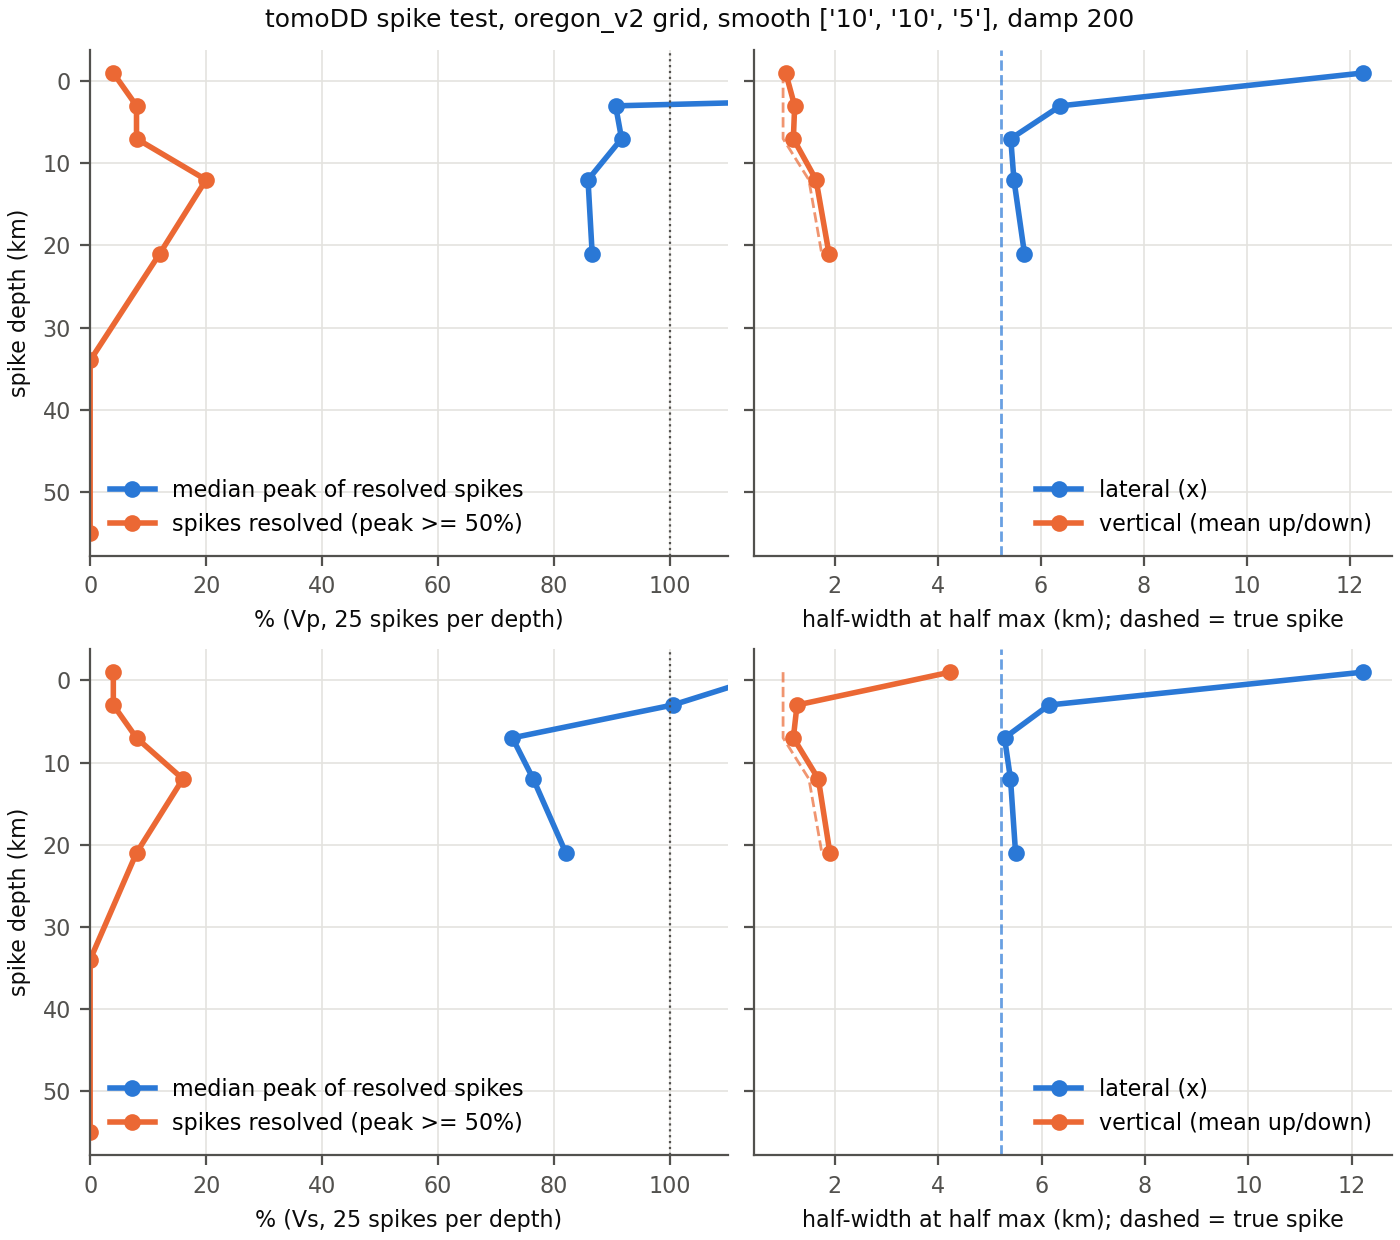 tomoDD spike test, oregon_v2 grid, smooth ['10', '10', '5'], damp 200
spike depth (km)
0
10
20
30
40
50
median peak of resolved spikes
spikes resolved (peak >= 50%)
0
20
40
60
80
100
% (Vp, 25 spikes per depth)
lateral (x)
vertical (mean up/down)
2
4
6
8
10
12
half-width at half max (km); dashed = true spike
spike depth (km)
0
10
20
30
40
50
median peak of resolved spikes
spikes resolved (peak >= 50%)
0
20
40
60
80
100
% (Vs, 25 spikes per depth)
lateral (x)
vertical (mean up/down)
2
4
6
8
10
12
half-width at half max (km); dashed = true spike